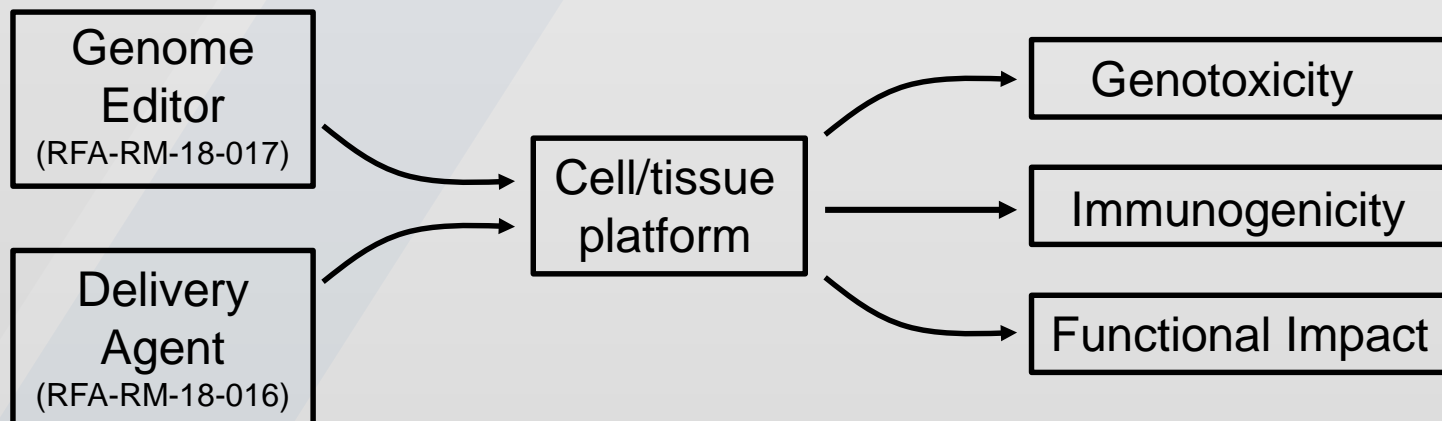 Genome
Editor
(RFA-RM-18-017)
Delivery
Agent
(RFA-RM-18-016)
Cell/tissue
platform
Genotoxicity
Immunogenicity
Functional Impact